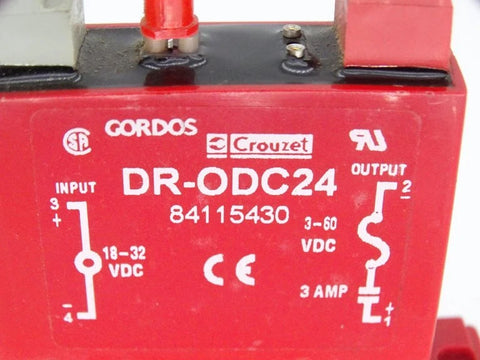 GORDOS
Crouzet
SA
INPUT
OUTPUT
DR-ODC24
84115430
3
+
18-32
VDC
-
4
CE
2
-
3-60
VDC
3 AMP
+
1